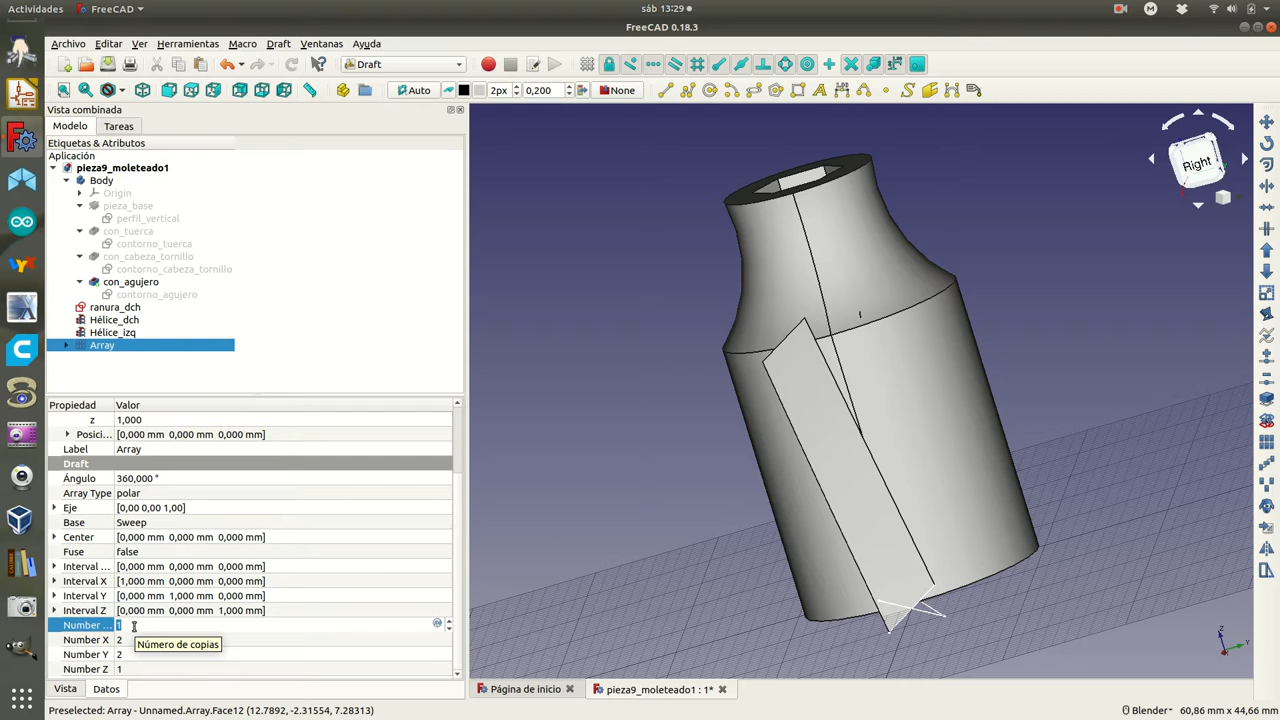 Actividades
FreeCAD
sáb 13:29
FreeCAD 0.18.3
Archivo Editar Ver Herramientas Macro Draft Ventanas Ayuda
Draft
Auto 2px 0,200 None
Vista combinada
Modelo Tareas
Etiquetas & Atributos
Aplicación
pieza9_moleteado1
Body
Origin
pieza_base
perfil_vertical
con_tuerca
contorno_tuerca
con_cabeza_tornillo
contorno_cabeza_tornillo
con_agujero
contorno_agujero
ranura_dch
Hélice_dch
Hélice_izq
Array
Propiedad Valor
z 1,000
Posici... [0,000 mm 0,000 mm 0,000 mm]
Label Array
Draft
Ángulo 360,000 °
Array Type polar
Eje [0,00 0,00 1,00]
Base Sweep
Center [0,000 mm 0,000 mm 0,000 mm]
Fuse false
Interval ... [0,000 mm 0,000 mm 0,000 mm]
Interval X [1,000 mm 0,000 mm 0,000 mm]
Interval Y [0,000 mm 1,000 mm 0,000 mm]
Interval Z [0,000 mm 0,000 mm 1,000 mm]
Number ... 1
Number X 2
Número de copias
Number Y 2
Number Z 1
Vista Datos
Right
Z
Y
Página de inicio
pieza9_moleteado1 : 1*
Preselected: Array - Unnamed.Array.Face12 (12.7892, -2.31554, 7.28313)
Blender
60,86 mm x 44,66 mm